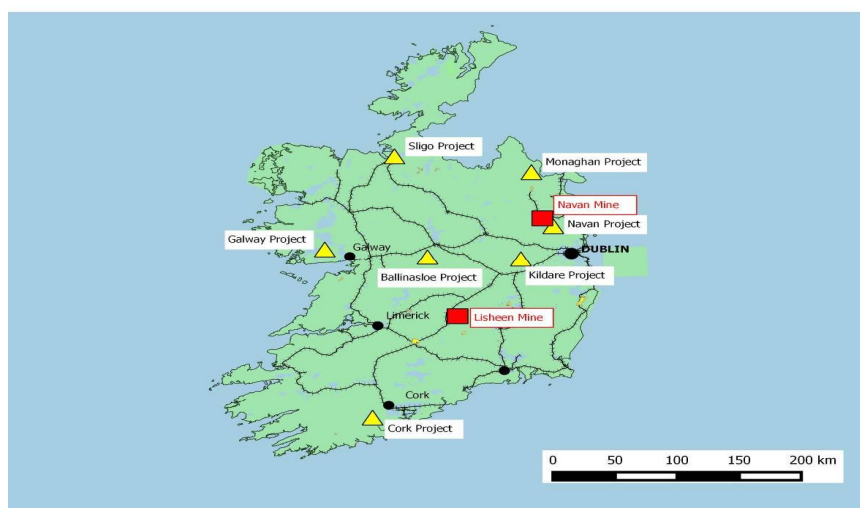 Sligo Project
Monaghan Project
Navan Mine
Navan Project
Galway Project
Galway
DUBLIN
Ballinasloe Project
Kildare Project
Limerick
Lisheen Mine
Cork
Cork Project
0 50 100 150 200 km